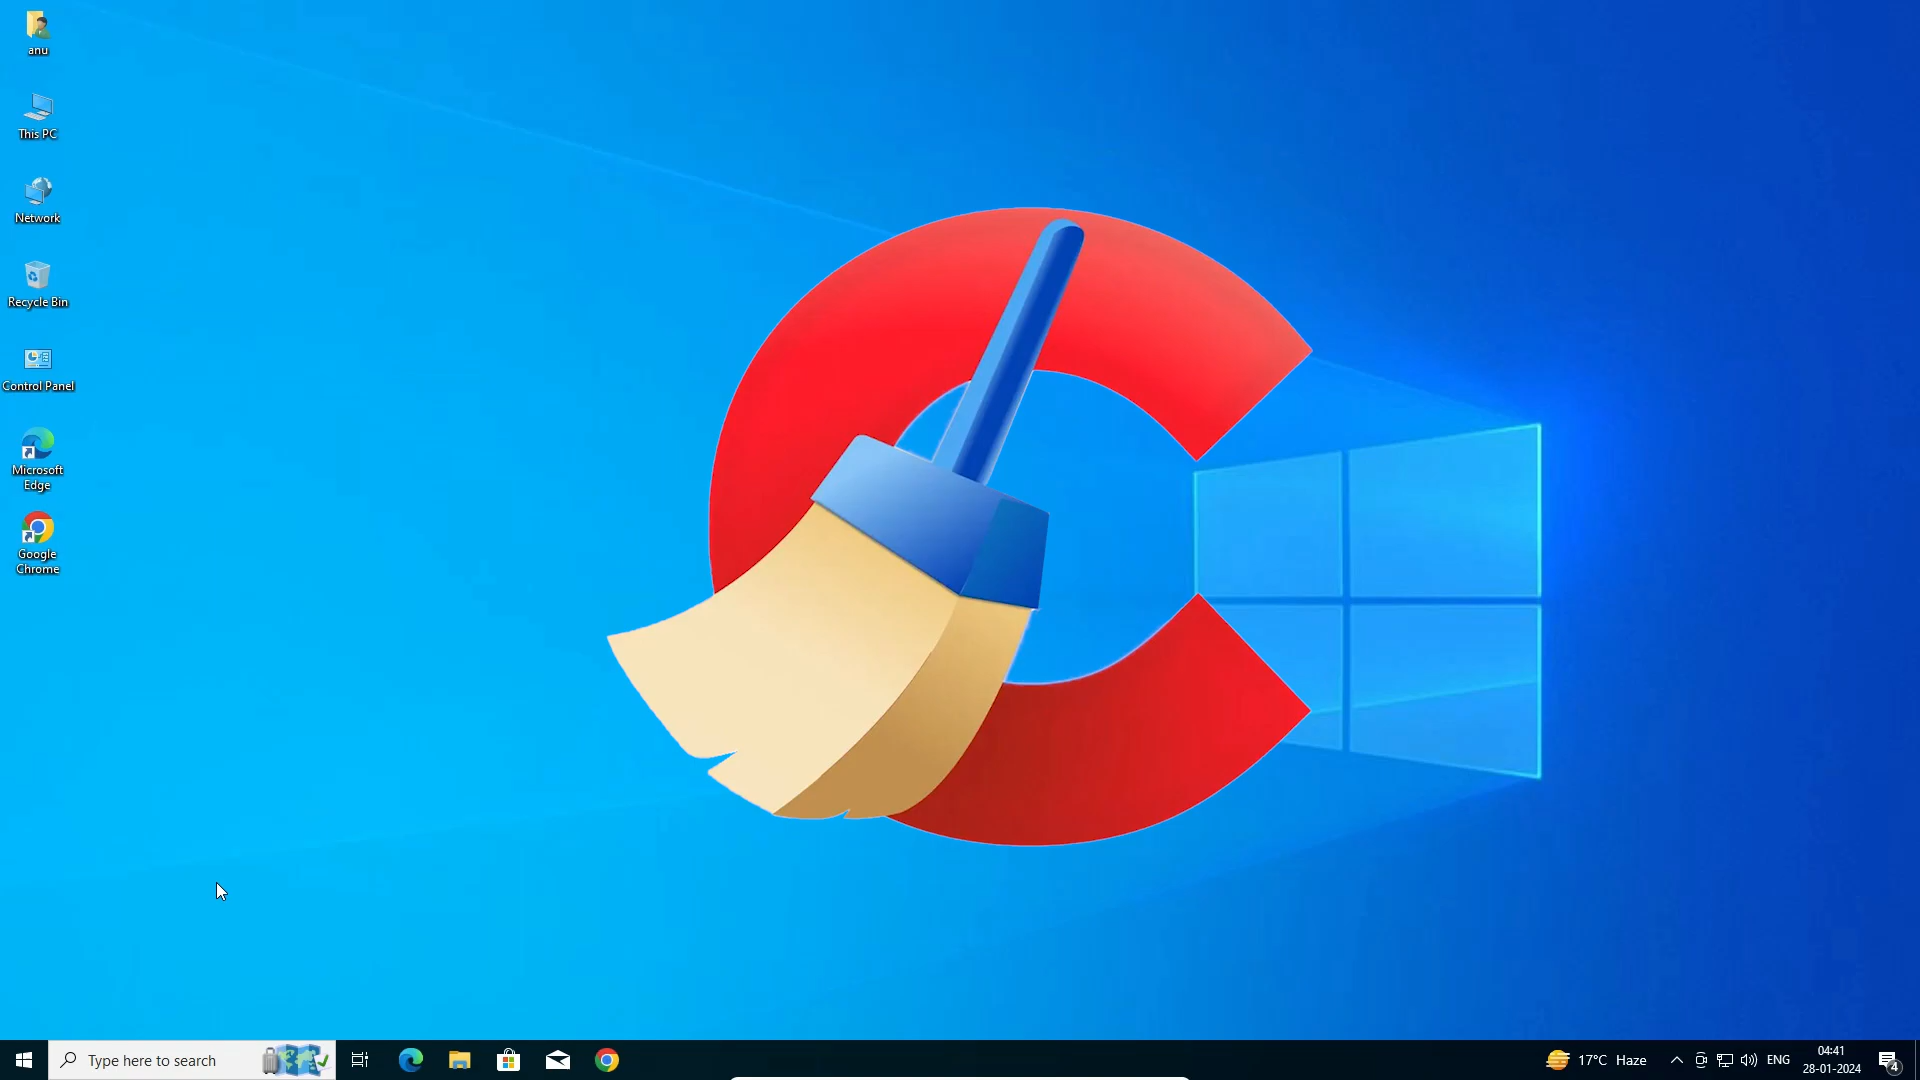 anu
This PC
Network
Recycle Bin
Control Panel
Microsoft
Edge
Google
Chrome
Type here to search
17°C Haze
ENG
04:41
28-01-2024
4